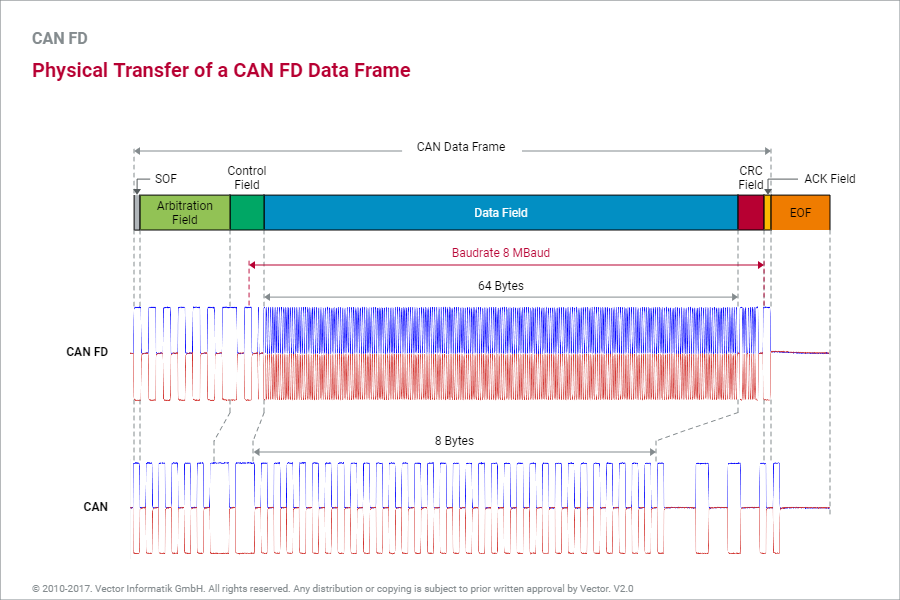 CAN FD
Physical Transfer of a CAN FD Data Frame
CAN Data Frame
SOF
Control
Field
CRC
Field
ACK Field
Arbitration
Field
Data Field
EOF
Baudrate 8 MBaud
64 Bytes
CAN FD
8 Bytes
CAN
© 2010-2017. Vector Informatik GmbH. All rights reserved. Any distribution or copying is subject to prior written approval by Vector. V2.0